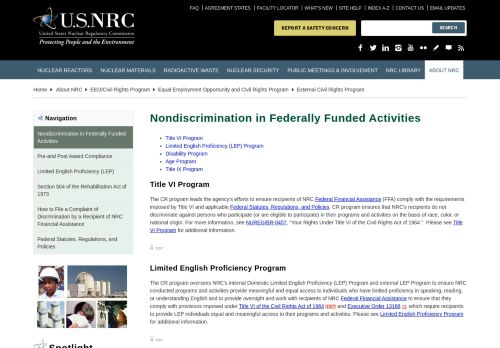 FAQ | AGREEMENT STATES | FACILITY LOCATOR | WHAT'S NEW | SITE HELP | INDEX A-Z | CONTACT US | EMAIL UPDATES
U.S.NRC
United States Nuclear Regulatory Commission
Protecting People and the Environment
REPORT A SAFETY CONCERN
SEARCH
NUCLEAR REACTORS NUCLEAR MATERIALS RADIOACTIVE WASTE NUCLEAR SECURITY PUBLIC MEETINGS & INVOLVEMENT NRC LIBRARY ABOUT NRC
Home › About NRC › EEO/Civil Rights Program › Equal Employment Opportunity and Civil Rights Program › External Civil Rights Program
Navigation
Nondiscrimination in Federally Funded
Activities
Pre-and Post Award Compliance
Limited English Proficiency (LEP)
Section 504 of the Rehabilitation Act of
1973
How to File a Complaint of
Discrimination by a Recipient of NRC
Financial Assistance
Federal Statutes, Regulations, and
Policies
Spotlight
Nondiscrimination in Federally Funded Activities
Title VI Program
Limited English Proficiency (LEP) Program
Disability Program
Age Program
Title IX Program
Title VI Program
The CR program leads the agency's efforts to ensure recipients of NRC Federal Financial Assistance (FFA) comply with the requirements
imposed by Title VI and applicable Federal Statutes, Regulations, and Policies. CR program ensures that NRC's recipients do not
discriminate against persons who participate (or are eligible to participate) in their programs and activities on the basis of race, color, or
national origin. For more information, see NUREG/BR-0457, "Your Rights Under Title VI of the Civil Rights Act of 1964." Please see Title
VI Program for additional information.
TOP
Limited English Proficiency Program
The CR program oversees NRC's internal Domestic Limited English Proficiency (LEP) Program and external LEP Program to ensure NRC
conducted programs and activities provide meaningful and equal access to individuals who have limited proficiency in speaking, reading,
or understanding English and to provide oversight and work with recipients of NRC Federal Financial Assistance to ensure that they
comply with provisions imposed under Title VI of the Civil Rights Act of 1964 and Executive Order 13166 which require recipients
to provide LEP individuals equal and meaningful access to their programs and activities. Please see Limited English Proficiency Program
for additional information.
TOP